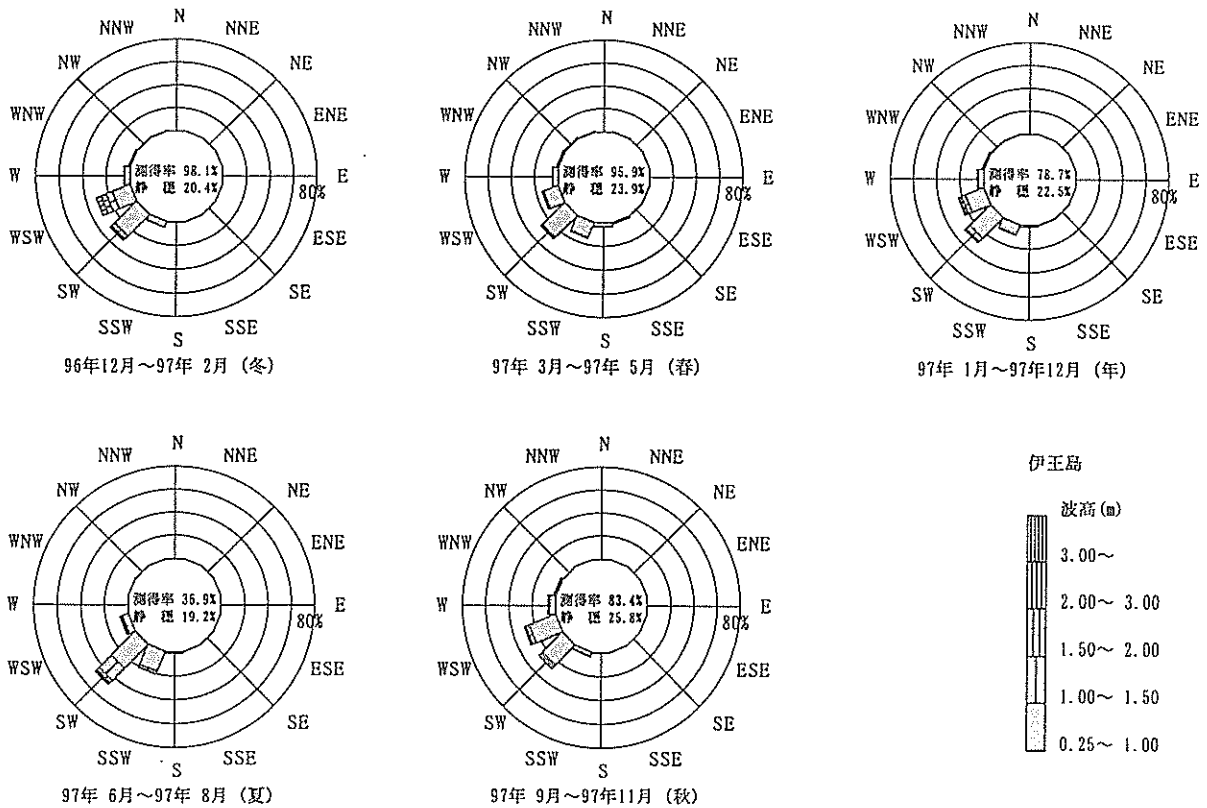 N
NNW NNE
NW NE
WNW ENE
測得率 98.1%
W E
静 穏 20.4%
80%
WSW ESE
SW SE
SSW SSE
S
96年12月～97年 2月 (冬)
N
NNW NNE
NW NE
WNW ENE
測得率 95.9%
W E
静 穏 23.9%
80%
WSW ESE
SW SE
SSW SSE
S
97年 3月～97年 5月 (春)
N
NNW NNE
NW NE
WNW ENE
測得率 78.7%
W E
静 穏 22.5%
80%
WSW ESE
SW SE
SSW SSE
S
97年 1月～97年12月 (年)
N
NNW NNE
NW NE
WNW ENE
測得率 36.9%
W E
静 穏 19.2%
80%
WSW ESE
SW SE
SSW SSE
S
97年 6月～97年 8月 (夏)
N
NNW NNE
NW NE
WNW ENE
測得率 83.4%
W E
静 穏 25.8%
80%
WSW ESE
SW SE
SSW SSE
S
97年 9月～97年11月 (秋)
伊王島
波高(m)
3.00～
2.00～ 3.00
1.50～ 2.00
1.00～ 1.50
0.25～ 1.00